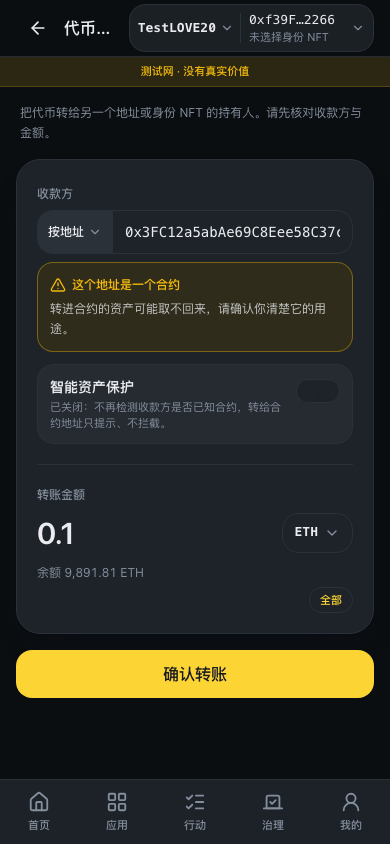 代币...
TestLOVE20
0xf39F…2266
未选择身份 NFT
测试网 · 没有真实价值
把代币转给另一个地址或身份 NFT 的持有人。请先核对收款方与
金额。
收款方
按地址
0x3FC12a5abAe69C8Eee58C37c
这个地址是一个合约
转进合约的资产可能取不回来，请确认你清楚它的用
途。
智能资产保护
已关闭：不再检测收款方是否已知合约，转给合
约地址只提示、不拦截。
转账金额
0.1
ETH
余额 9,891.81 ETH
全部
确认转账
首页
应用
行动
治理
我的